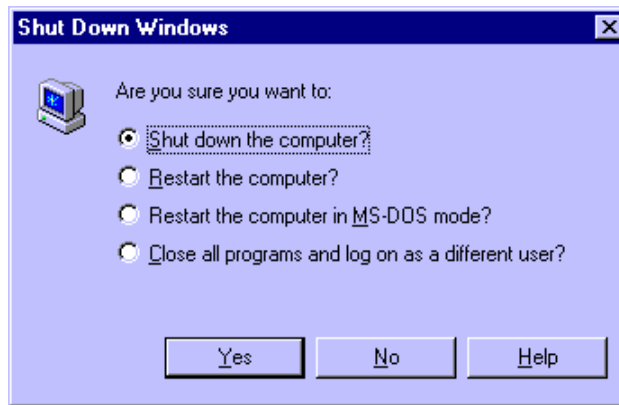 Shut Down Windows
Are you sure you want to:
Shut down the computer?
Restart the computer?
Restart the computer in MS-DOS mode?
Close all programs and log on as a different user?
Yes No Help